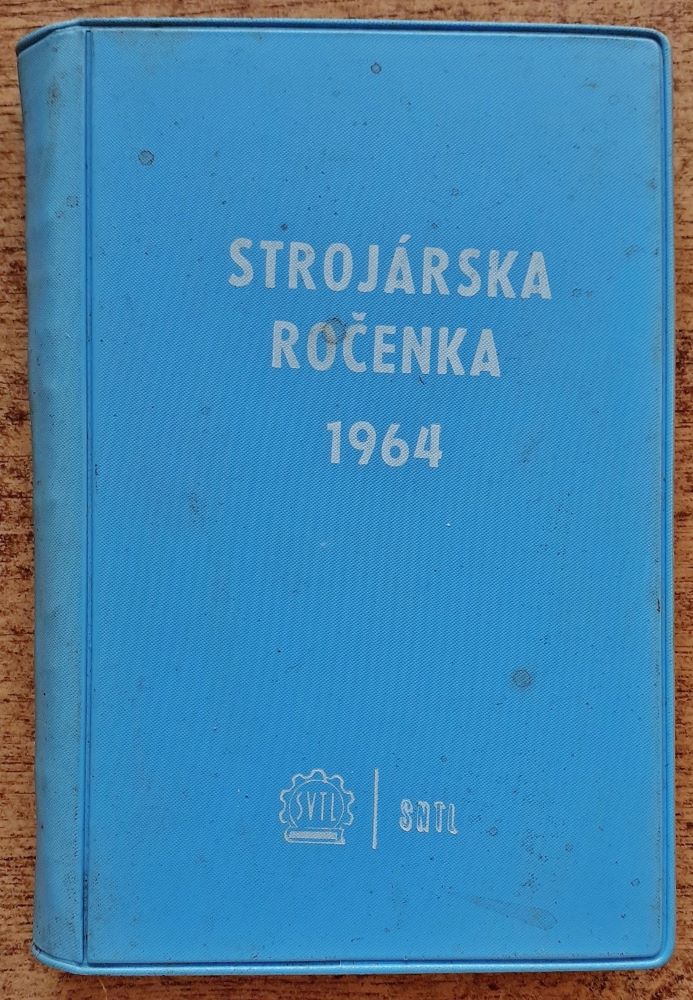 STROJÁRSKA
ROČENKA
1964
SVTL SNTL